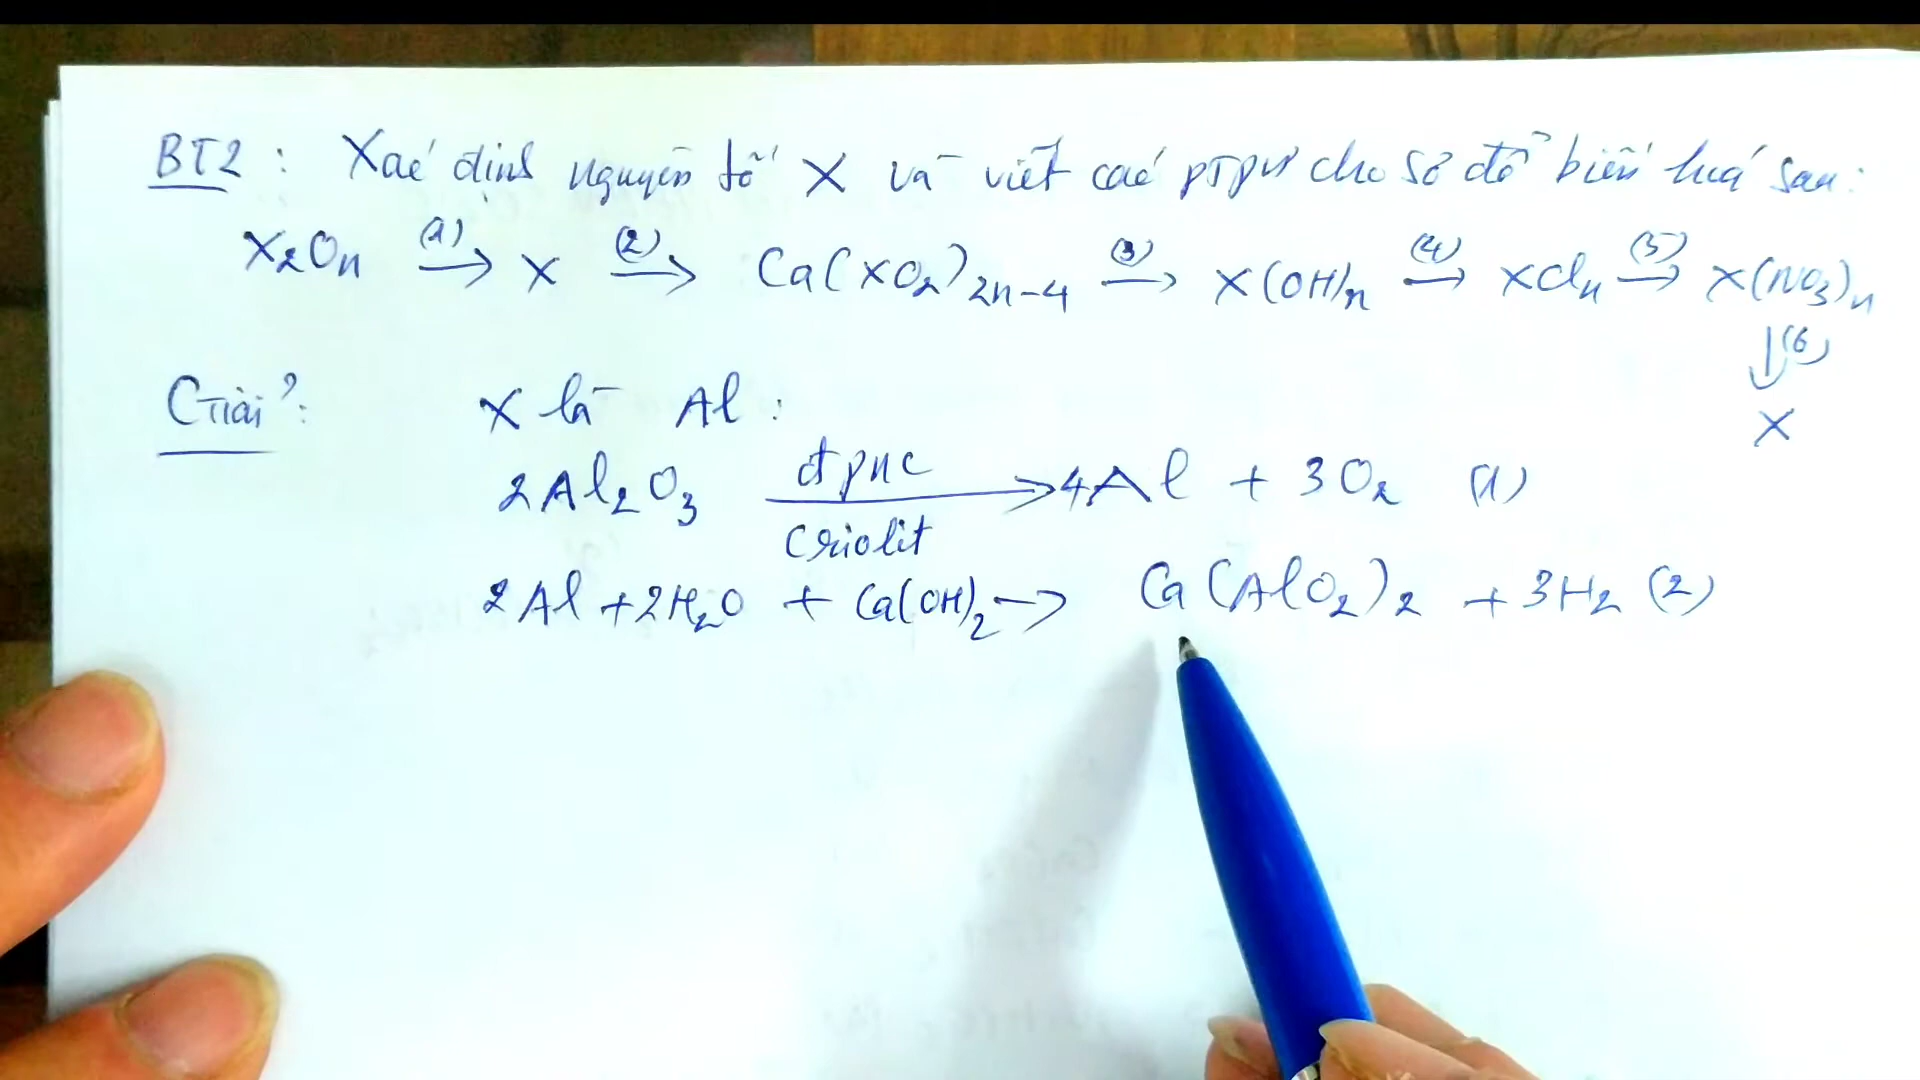 BT2 : Xác định nguyên tố X và viết các ptpư cho sơ đồ biến hoá sau:
X₂Oₙ —(1)→ X —(2)→ Ca(XO₂)₂ₙ₋₄ —(3)→ X(OH)ₙ —(4)→ XClₙ —(5)→ X(NO₃)ₙ
↓(6)
X
Giải: X là Al :
2Al₂O₃ —đpnc/criolit→ 4Al + 3O₂ (1)
2Al + 2H₂O + Ca(OH)₂ → Ca(AlO₂)₂ + 3H₂ (2)